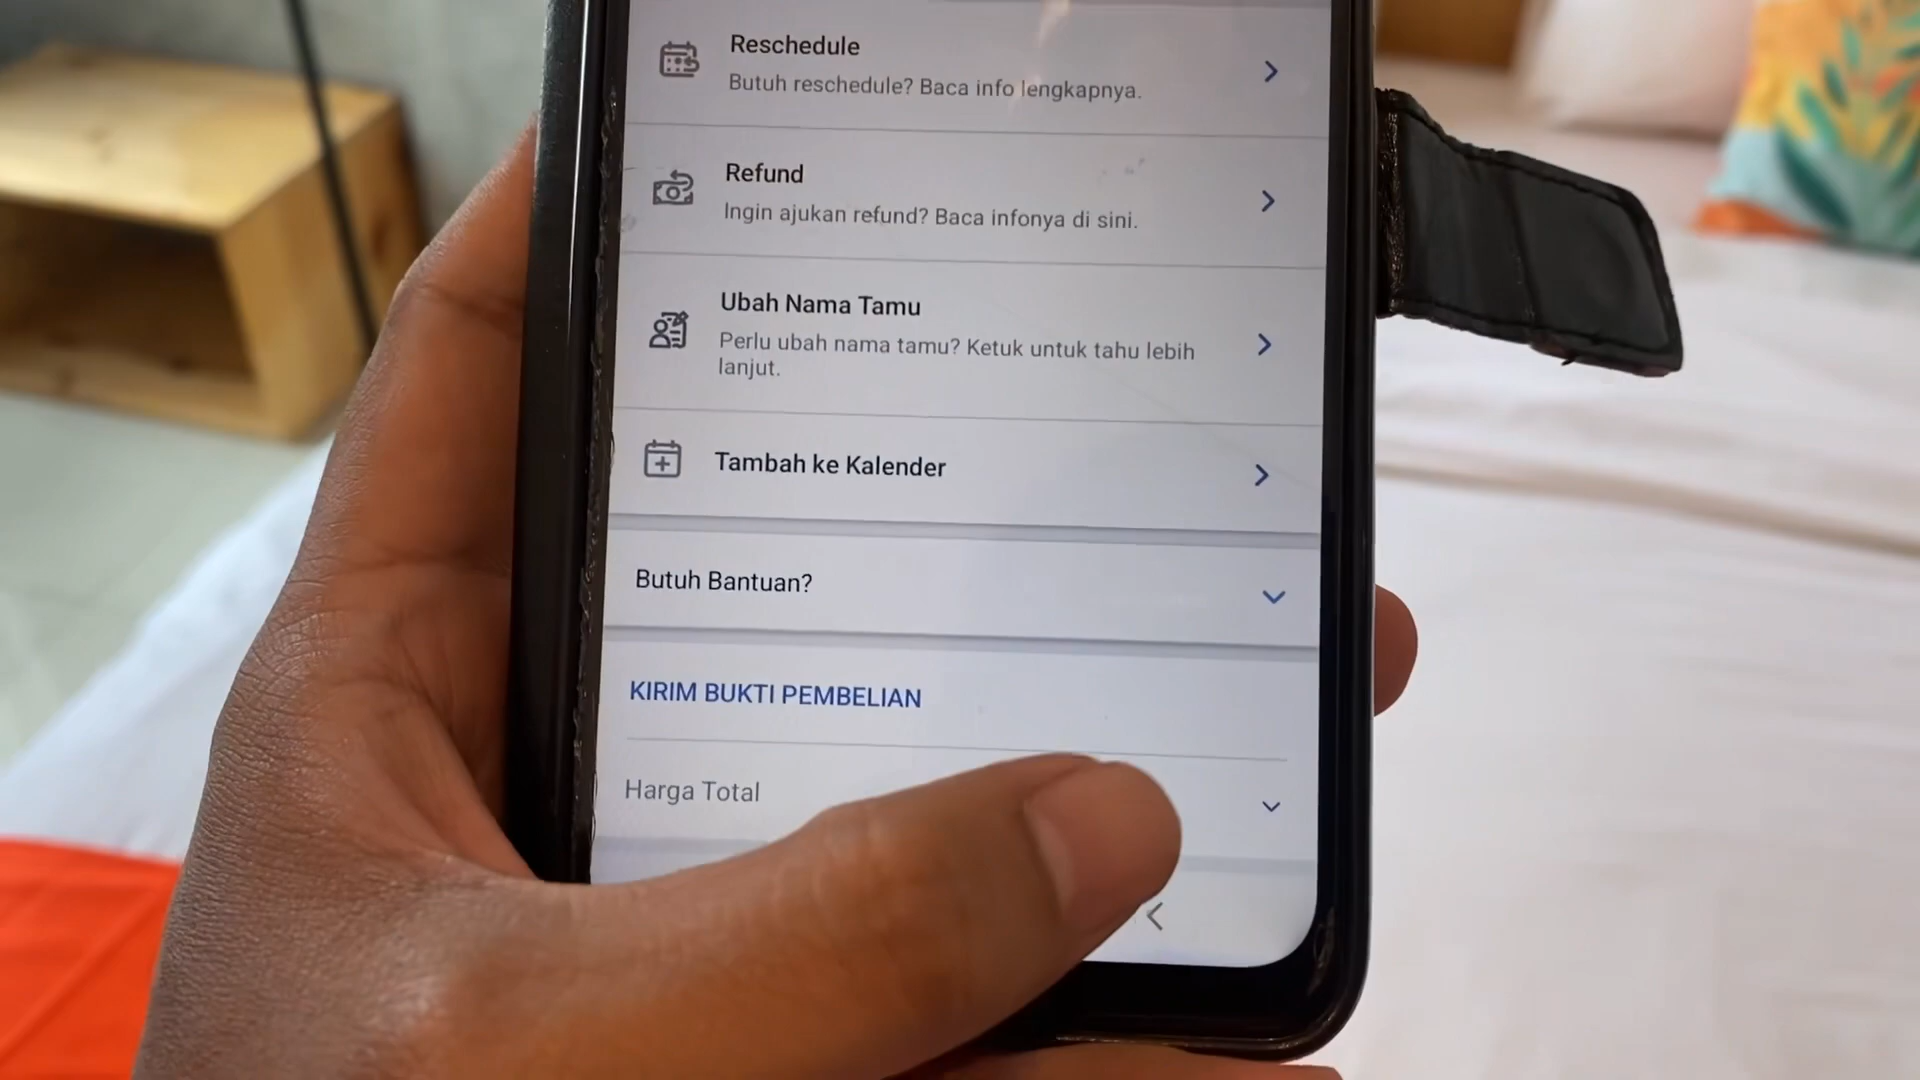 Reschedule
Butuh reschedule? Baca info lengkapnya.
Refund
Ingin ajukan refund? Baca infonya di sini.
Ubah Nama Tamu
Perlu ubah nama tamu? Ketuk untuk tahu lebih
lanjut.
Tambah ke Kalender
Butuh Bantuan?
KIRIM BUKTI PEMBELIAN
Harga Total